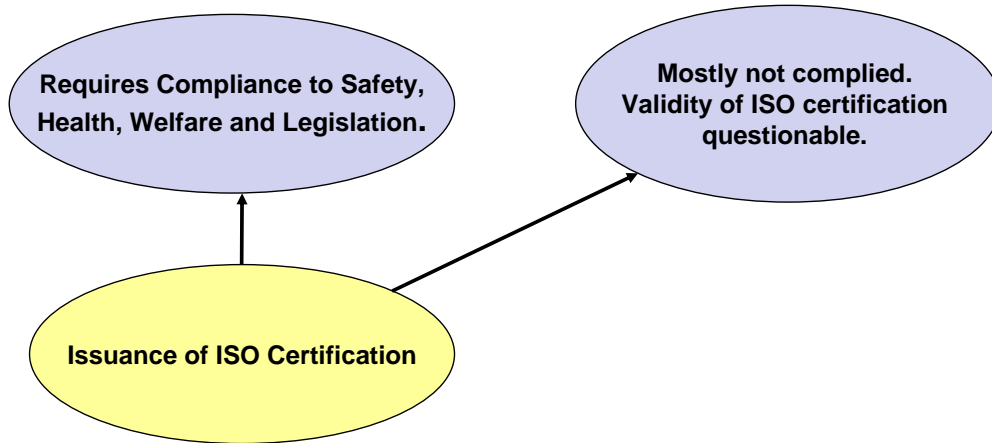 Requires Compliance to Safety,
Health, Welfare and Legislation.
Mostly not complied.
Validity of ISO certification
questionable.
Issuance of ISO Certification